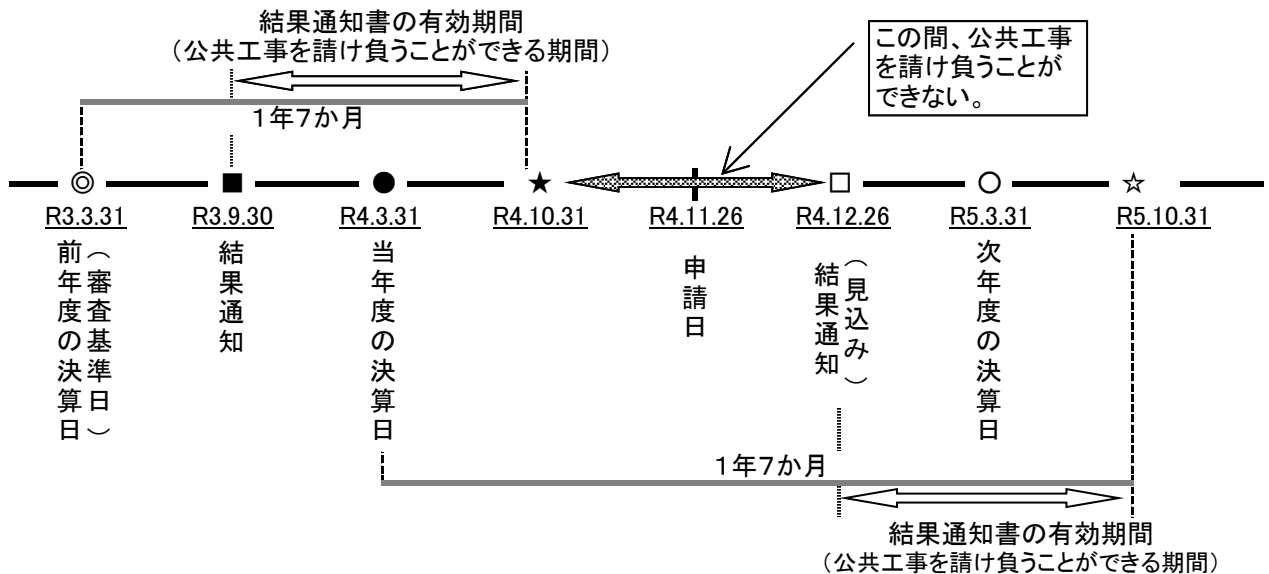 結果通知書の有効期間
（公共工事を請け負うことができる期間）
この間、公共工事
を請け負うことが
できない。
1年7か月
R3.3.31
R3.9.30
R4.3.31
R4.10.31
R4.11.26
R4.12.26
R5.3.31
R5.10.31
前年度の決算日
（審査基準日）
結果通知
当年度の決算日
申請日
結果通知
（見込み）
次年度の決算日
1年7か月
結果通知書の有効期間
（公共工事を請け負うことができる期間）